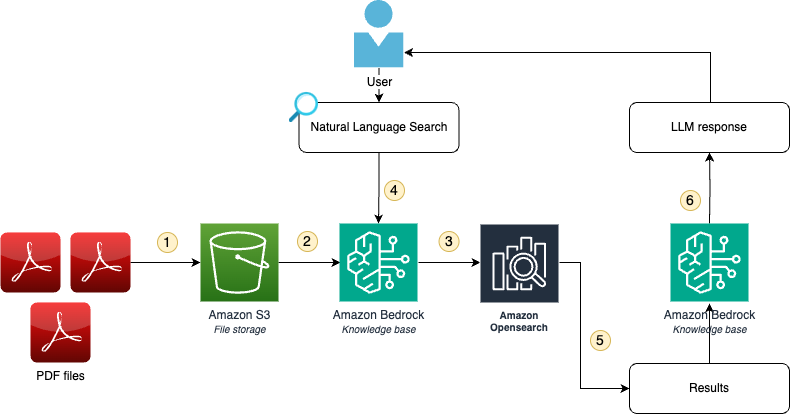 User
Natural Language Search
LLM response
4
6
1
2
3
Amazon S3
File storage
Amazon Bedrock
Knowledge base
Amazon
Opensearch
Amazon Bedrock
Knowledge base
5
PDF files
Results